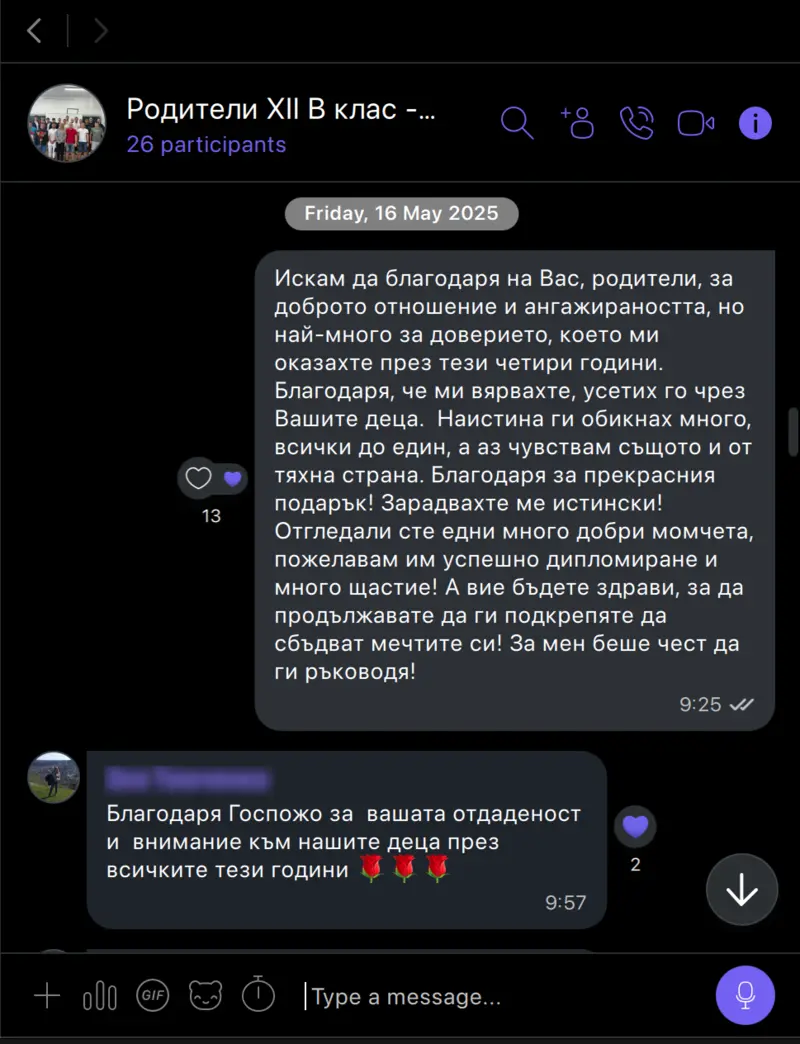 Родители XII В клас -...
26 participants
Friday, 16 May 2025
Искам да благодаря на Вас, родители, за
доброто отношение и ангажираността, но
най-много за доверието, което ми
оказахте през тези четири години.
Благодаря, че ми вярвахте, усетих го чрез
Вашите деца.  Наистина ги обикнах много,
всички до един, а аз чувствам същото и от
тяхна страна. Благодаря за прекрасния
подарък! Зарадвахте ме истински!
Отгледали сте едни много добри момчета,
пожелавам им успешно дипломиране и
много щастие! А вие бъдете здрави, за да
продължавате да ги подкрепяте да
сбъдват мечтите си! За мен беше чест да
ги ръководя!
13
9:25
Благодаря Госпожо за  вашата отдаденост
и  внимание към нашите деца през
всичките тези години 🌹🌹🌹
9:57
2
GIF
Type a message...